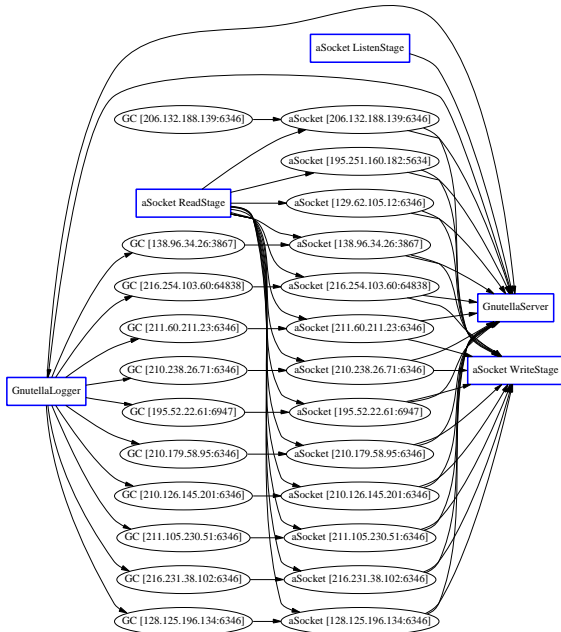 aSocket ListenStage
GC [206.132.188.139:6346]
aSocket [206.132.188.139:6346]
aSocket [195.251.160.182:5634]
aSocket ReadStage
aSocket [129.62.105.12:6346]
GC [138.96.34.26:3867]
aSocket [138.96.34.26:3867]
GC [216.254.103.60:64838]
aSocket [216.254.103.60:64838]
GnutellaServer
GC [211.60.211.23:6346]
aSocket [211.60.211.23:6346]
GC [210.238.26.71:6346]
aSocket [210.238.26.71:6346]
aSocket WriteStage
GnutellaLogger
GC [195.52.22.61:6947]
aSocket [195.52.22.61:6947]
GC [210.179.58.95:6346]
aSocket [210.179.58.95:6346]
GC [210.126.145.201:6346]
aSocket [210.126.145.201:6346]
GC [211.105.230.51:6346]
aSocket [211.105.230.51:6346]
GC [216.231.38.102:6346]
aSocket [216.231.38.102:6346]
GC [128.125.196.134:6346]
aSocket [128.125.196.134:6346]